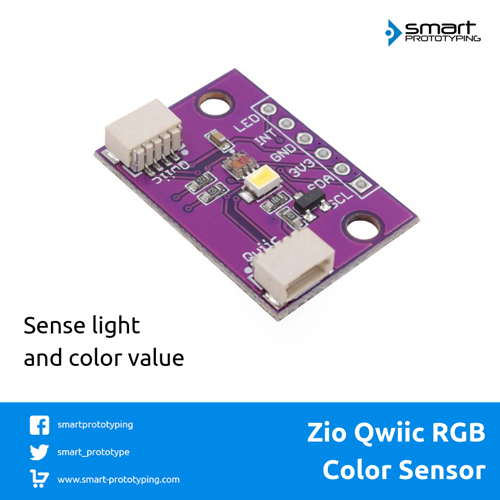 smart
PROTOTYPING
LED
INT
GND
3V3
SDA
SCL
Qwiic
Qwiic
Sense light
and color value
smartprototyping
smart_prototype
www.smart-prototyping.com
Zio Qwiic RGB
Color Sensor